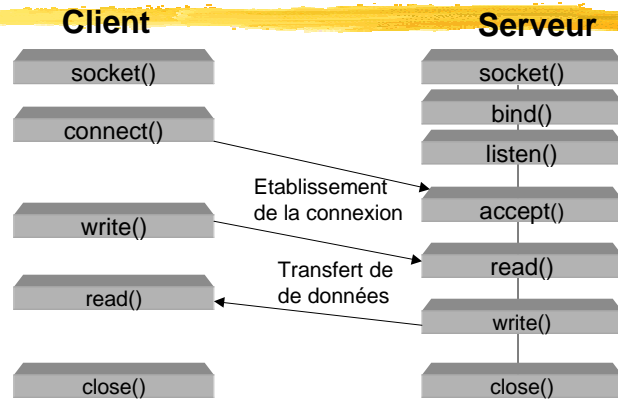 Client
Serveur
socket()
socket()
bind()
connect()
listen()
Etablissement
de la connexion
accept()
write()
read()
Transfert de
de données
read()
write()
close()
close()